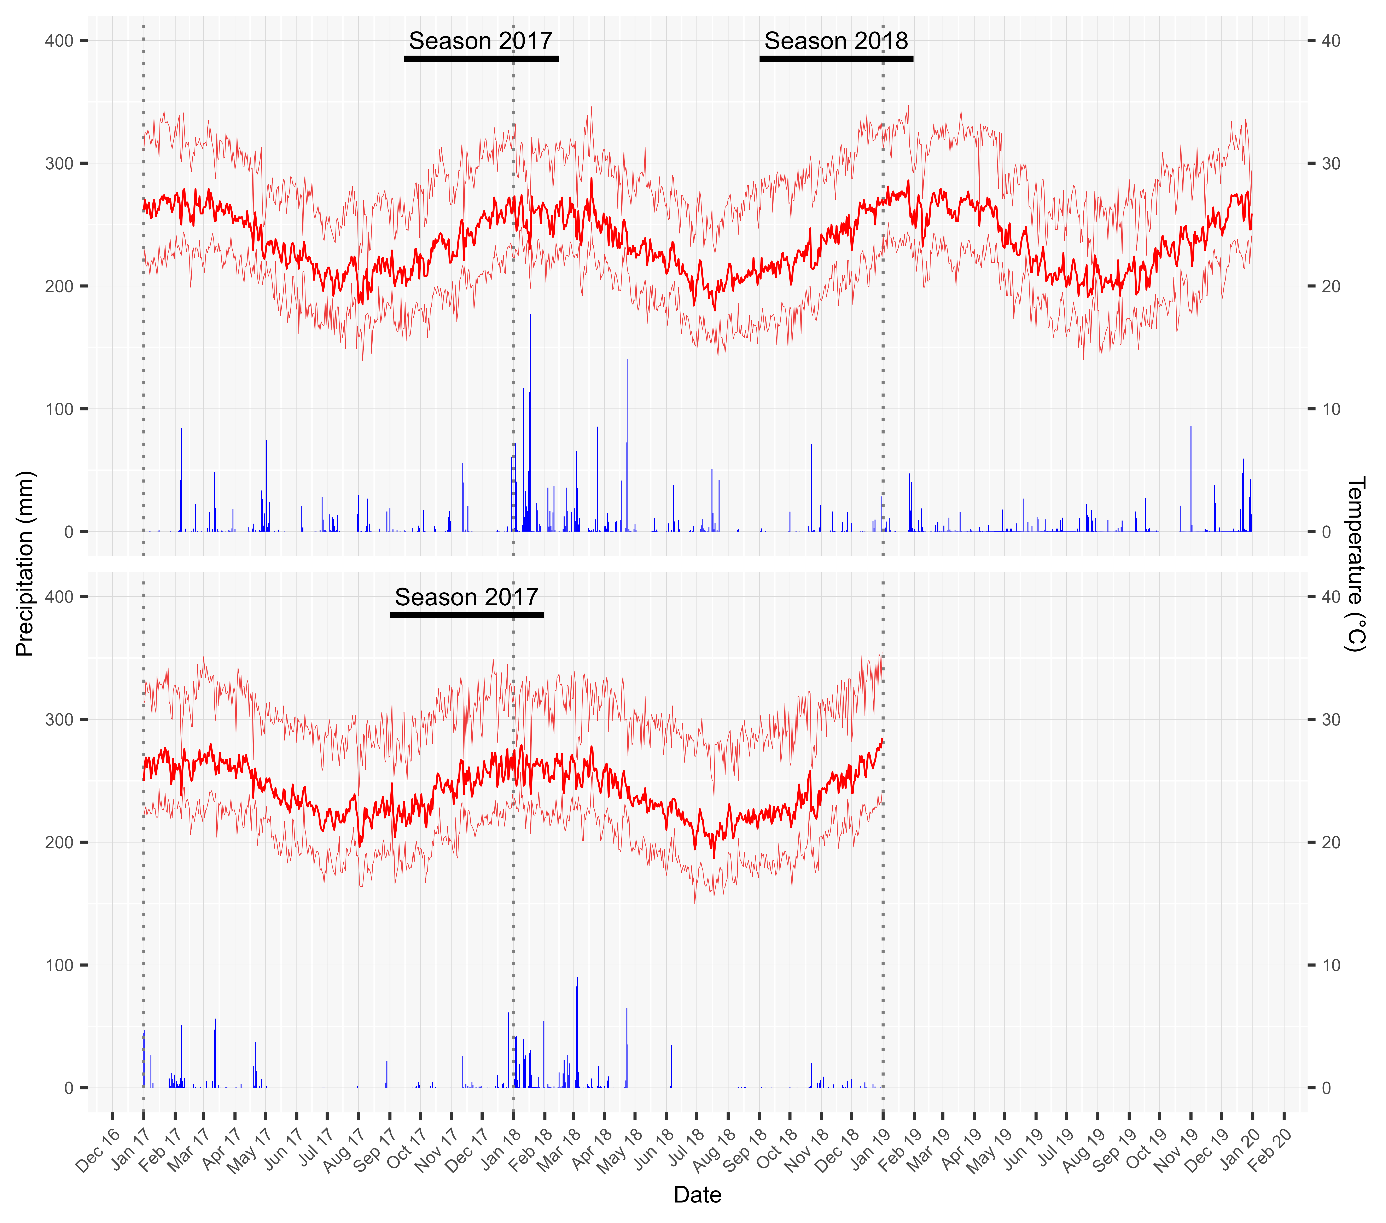 Season 2017
Season 2018
400
300
200
100
0
40
30
20
10
0
Precipitation (mm)
Temperature (°C)
Season 2017
400
300
200
100
0
40
30
20
10
0
Dec 16
Jan 17
Feb 17
Mar 17
Apr 17
May 17
Jun 17
Jul 17
Aug 17
Sep 17
Oct 17
Nov 17
Dec 17
Jan 18
Feb 18
Mar 18
Apr 18
May 18
Jun 18
Jul 18
Aug 18
Sep 18
Oct 18
Nov 18
Dec 18
Jan 19
Feb 19
Mar 19
Apr 19
May 19
Jun 19
Jul 19
Aug 19
Sep 19
Oct 19
Nov 19
Dec 19
Jan 20
Feb 20
Date